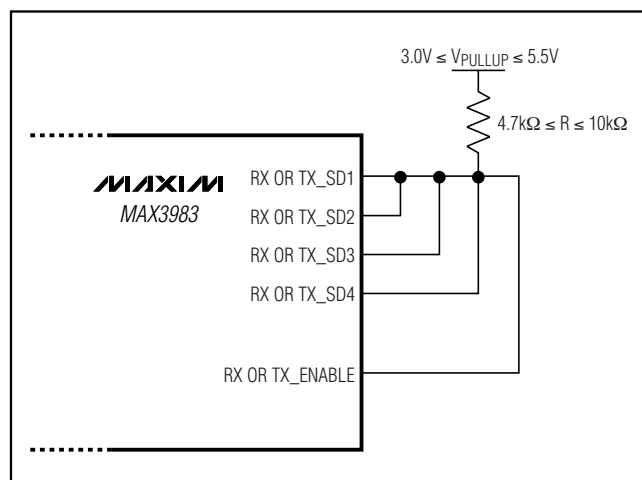 3.0V ≤ VPULLUP ≤ 5.5V
4.7kΩ ≤ R ≤ 10kΩ
RX OR TX_SD1
MAXIM
MAX3983
RX OR TX_SD2
RX OR TX_SD3
RX OR TX_SD4
RX OR TX_ENABLE